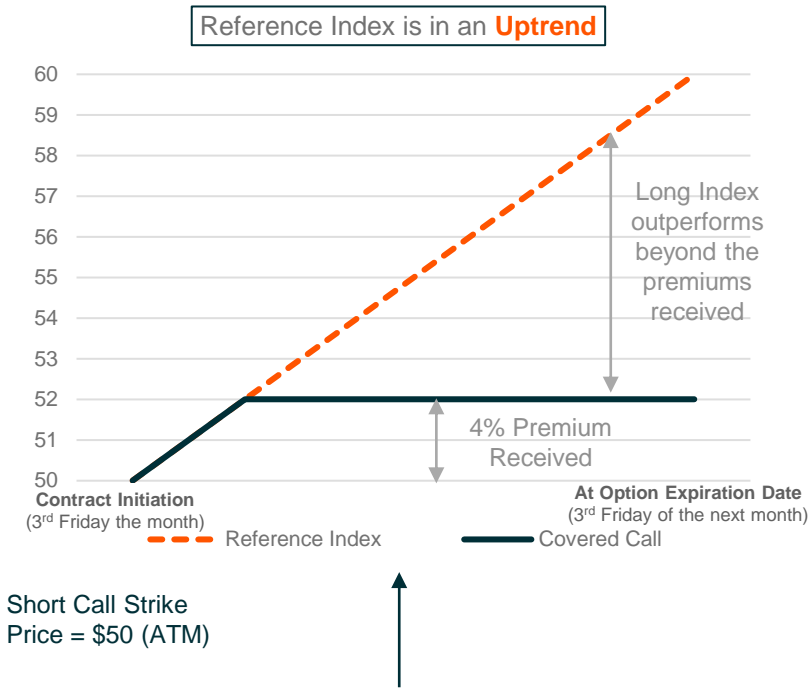 Reference Index is in an Uptrend
60
59
58
57
56
55
54
53
52
51
50
Long Index
outperforms
beyond the
premiums
received
4% Premium
Received
Contract Initiation
(3rd Friday the month)
At Option Expiration Date
(3rd Friday of the next month)
Reference Index
Covered Call
Short Call Strike
Price = $50 (ATM)